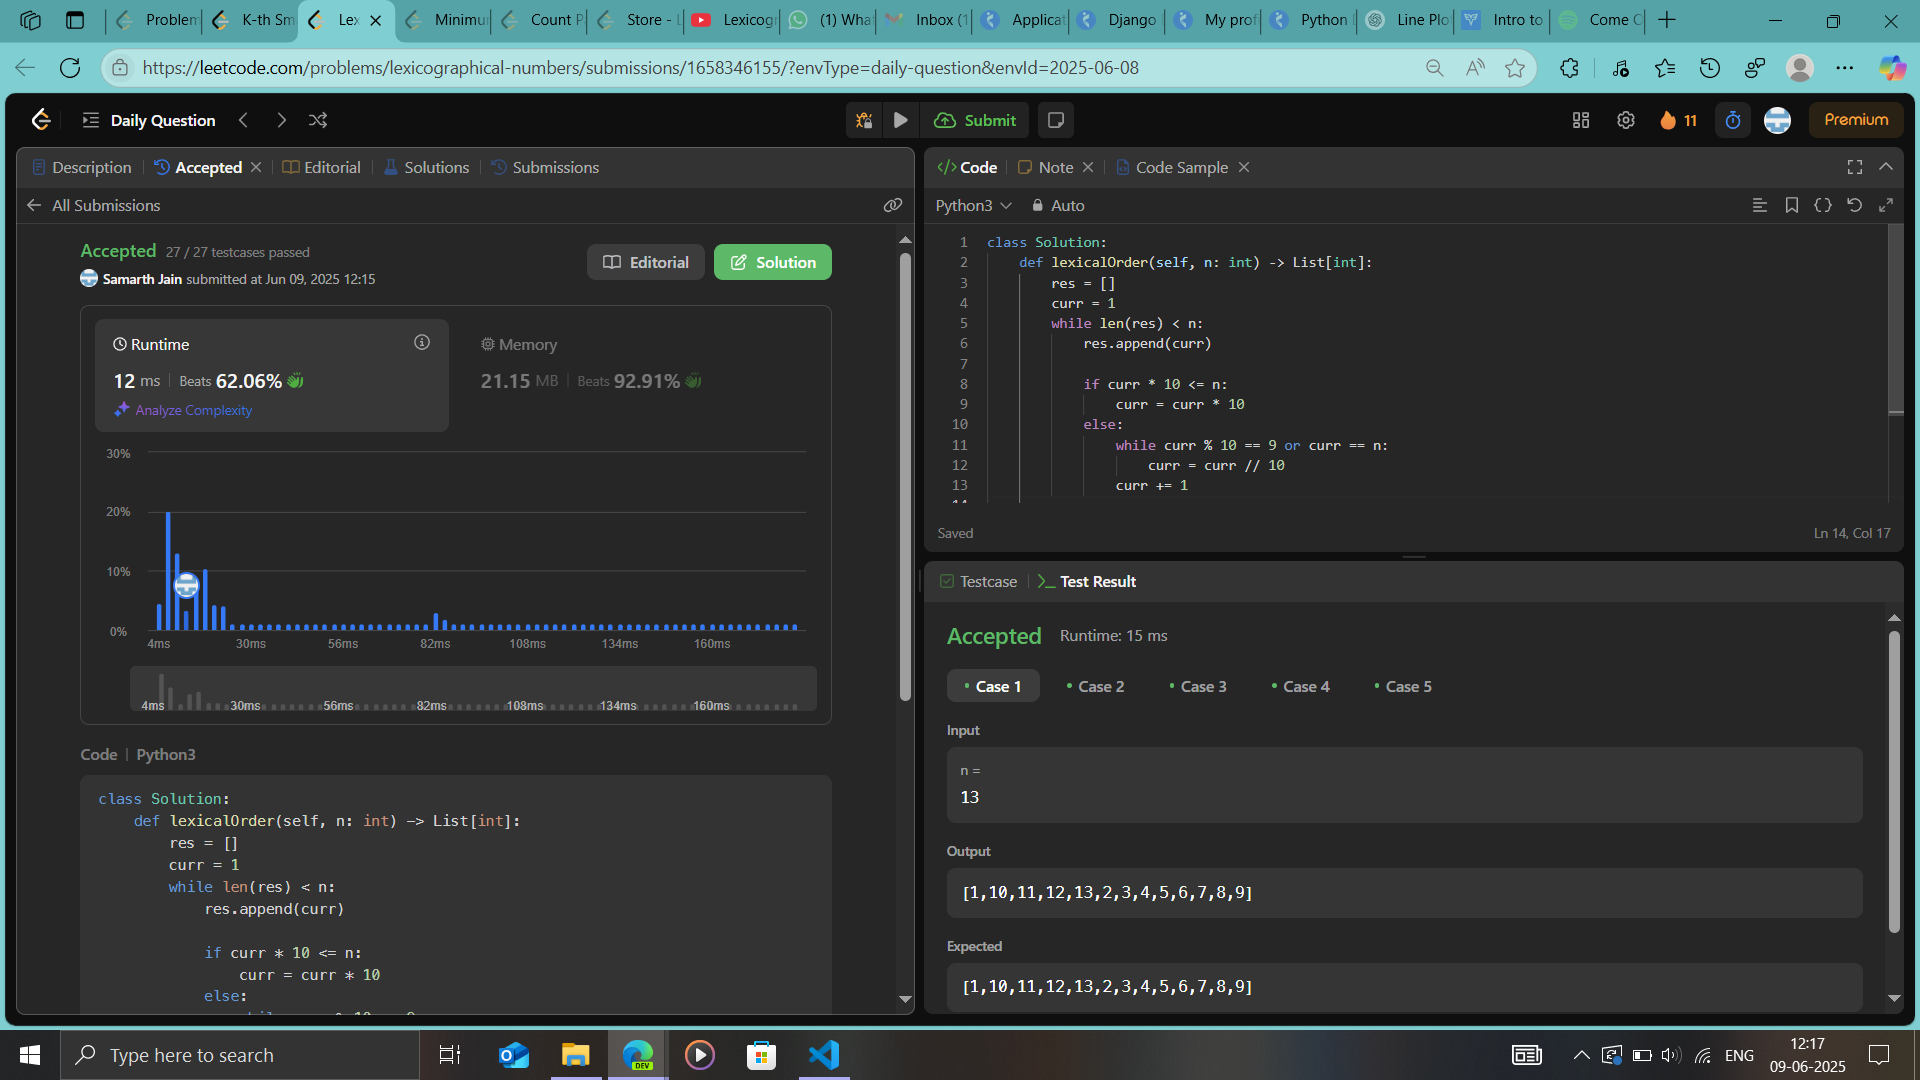 Problem
K-th Sm
Lex
Minimu
Count P
Store - L
Lexicogr
(1) Wha
Inbox (1
Applicat
Django
My prof
Python
Line Plo
Intro to
Come C
https://leetcode.com/problems/lexicographical-numbers/submissions/1658346155/?envType=daily-question&envId=2025-06-08
Daily Question
Submit
11
Premium
Description
Accepted
Editorial
Solutions
Submissions
All Submissions
Accepted 27 / 27 testcases passed
Samarth Jain submitted at Jun 09, 2025 12:15
Editorial
Solution
Runtime
12 ms
Beats 62.06%
Analyze Complexity
Memory
21.15 MB
Beats 92.91%
30%
20%
10%
0%
4ms 30ms 56ms 82ms 108ms 134ms 160ms
4ms 30ms 56ms 82ms 108ms 134ms 160ms
Code | Python3
class Solution:
def lexicalOrder(self, n: int) -> List[int]:
res = []
curr = 1
while len(res) < n:
res.append(curr)
if curr * 10 <= n:
curr = curr * 10
else:
Code
Note
Code Sample
Python3
Auto
1 class Solution:
2 def lexicalOrder(self, n: int) -> List[int]:
3 res = []
4 curr = 1
5 while len(res) < n:
6 res.append(curr)
7
8 if curr * 10 <= n:
9 curr = curr * 10
10 else:
11 while curr % 10 == 9 or curr == n:
12 curr = curr // 10
13 curr += 1
14
Saved
Ln 14, Col 17
Testcase
Test Result
Accepted Runtime: 15 ms
Case 1
Case 2
Case 3
Case 4
Case 5
Input
n =
13
Output
[1,10,11,12,13,2,3,4,5,6,7,8,9]
Expected
[1,10,11,12,13,2,3,4,5,6,7,8,9]
Type here to search
DEV
ENG
12:17
09-06-2025